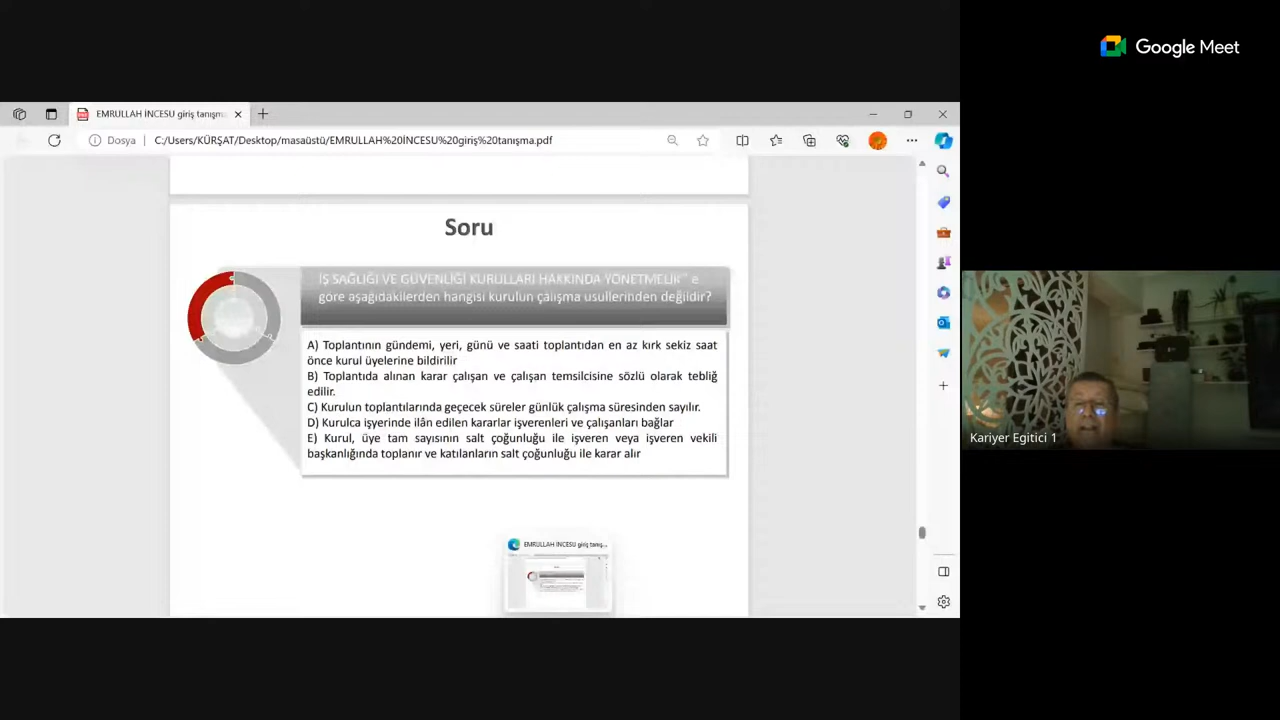 Google Meet
EMRULLAH İNCESU giriş tanışma
Dosya
C:/Users/KÜRŞAT/Desktop/masaüstü/EMRULLAH%20İNCESU%20giriş%20tanışma.pdf
Soru
İŞ SAĞLIĞI VE GÜVENLİĞİ KURULLARI HAKKINDA YÖNETMELİK" e
göre aşağıdakilerden hangisi kurulun çalışma usullerinden değildir?
A) Toplantının gündemi, yeri, günü ve saati toplantıdan en az kırk sekiz saat
önce kurul üyelerine bildirilir
B) Toplantıda alınan karar çalışan ve çalışan temsilcisine sözlü olarak tebliğ
edilir.
C) Kurulun toplantılarında geçecek süreler günlük çalışma süresinden sayılır.
D) Kurulca işyerinde ilân edilen kararlar işverenleri ve çalışanları bağlar
E) Kurul, üye tam sayısının salt çoğunluğu ile işveren veya işveren vekili
başkanlığında toplanır ve katılanların salt çoğunluğu ile karar alır
Kariyer Egitici 1
EMRULLAH İNCESU giriş tanış...